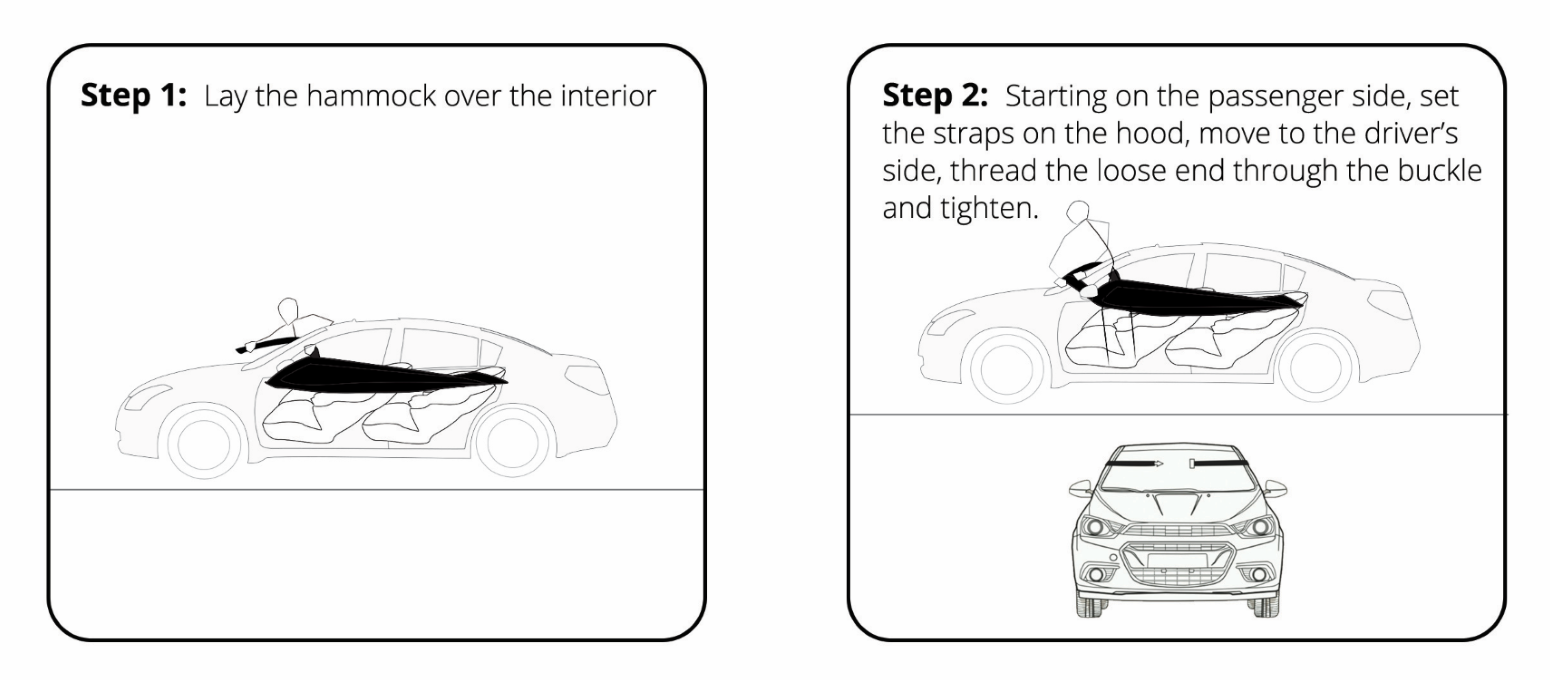 Step 1: Lay the hammock over the interior
Step 2: Starting on the passenger side, set
the straps on the hood, move to the driver’s
side, thread the loose end through the buckle
and tighten.